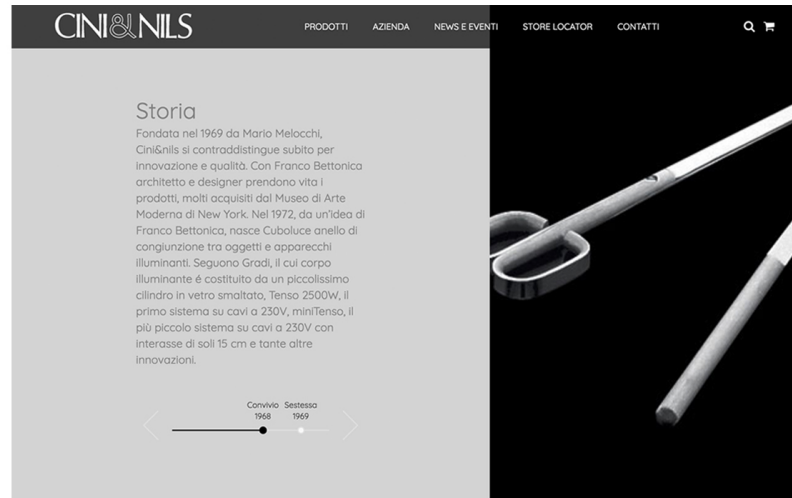 CINI&NILS
PRODOTTI AZIENDA NEWS E EVENTI STORE LOCATOR CONTATTI
Storia
Fondata nel 1969 da Mario Melocchi,
Cini&nils si contraddistingue subito per
innovazione e qualità. Con Franco Bettonica
architetto e designer prendono vita i
prodotti, molti acquisiti dal Museo di Arte
Moderna di New York. Nel 1972, da un'idea di
Franco Bettonica, nasce Cuboluce anello di
congiunzione tra oggetti e apparecchi
illuminanti. Seguono Gradi, il cui corpo
illuminante é costituito da un piccolissimo
cilindro in vetro smaltato, Tenso 2500W, il
primo sistema su cavi a 230V, miniTenso, il
più piccolo sistema su cavi a 230V con
interasse di soli 15 cm e tante altre
innovazioni.
Convivio Sestessa
1968 1969